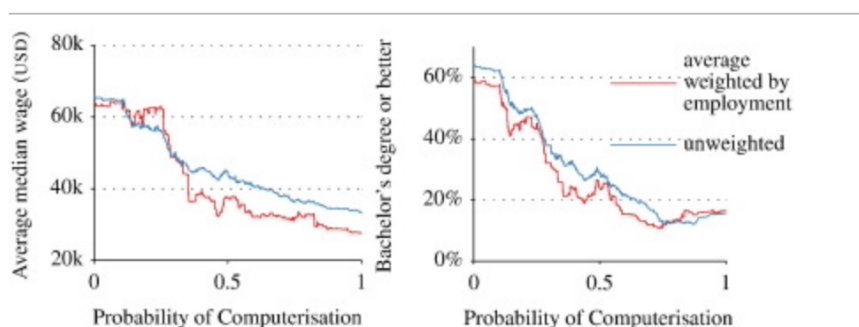 Average median wage (USD)
80k
60k
40k
20k
0
0.5
1
Probability of Computerisation
Bachelor's degree or better
60%
40%
20%
0%
0
0.5
1
Probability of Computerisation
average
weighted by
employment
unweighted